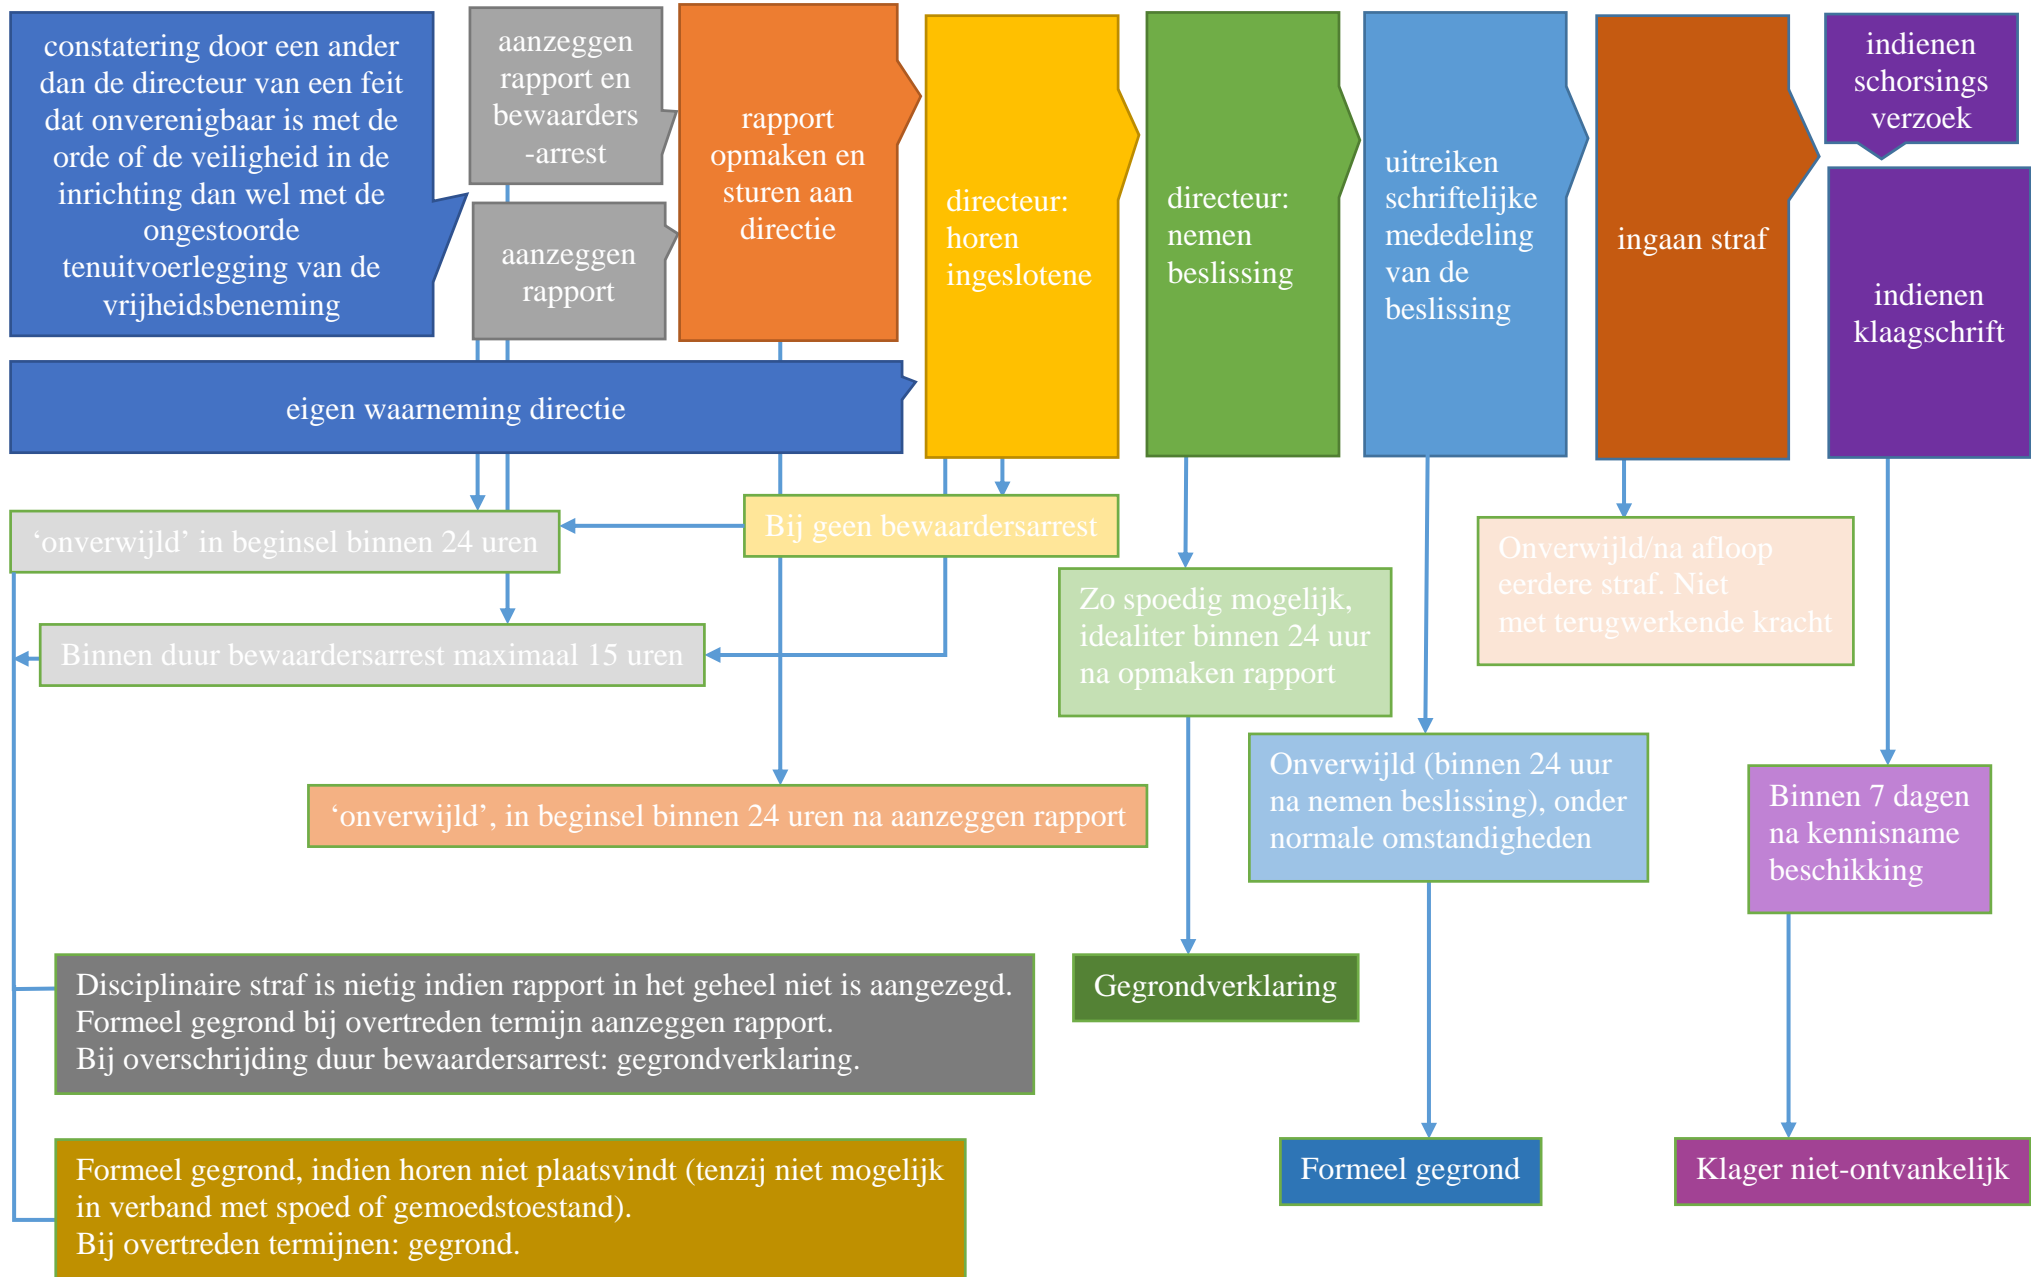 constatering door een ander
dan de directeur van een feit
dat onverenigbaar is met de
orde of de veiligheid in de
inrichting dan wel met de
ongestoorde
tenuitvoerlegging van de
vrijheidsbeneming
aanzeggen
rapport en
bewaarders
-arrest
aanzeggen
rapport
rapport
opmaken en
sturen aan
directie
directeur:
horen
ingeslotene
directeur:
nemen
beslissing
uitreiken
schriftelijke
mededeling
van de
beslissing
ingaan straf
indienen
schorsings
verzoek
indienen
klaagschrift
eigen waarneming directie
‘onverwijld’ in beginsel binnen 24 uren
Bij geen bewaardersarrest
Binnen duur bewaardersarrest maximaal 15 uren
Zo spoedig mogelijk,
idealiter binnen 24 uur
na opmaken rapport
Onverwijld/na afloop
eerdere straf. Niet
met terugwerkende kracht
‘onverwijld’, in beginsel binnen 24 uren na aanzeggen rapport
Onverwijld (binnen 24 uur
na nemen beslissing), onder
normale omstandigheden
Binnen 7 dagen
na kennisname
beschikking
Disciplinaire straf is nietig indien rapport in het geheel niet is aangezegd.
Formeel gegrond bij overtreden termijn aanzeggen rapport.
Bij overschrijding duur bewaardersarrest: gegrondverklaring.
Gegrondverklaring
Formeel gegrond, indien horen niet plaatsvindt (tenzij niet mogelijk
in verband met spoed of gemoedstoestand).
Bij overtreden termijnen: gegrond.
Formeel gegrond
Klager niet-ontvankelijk